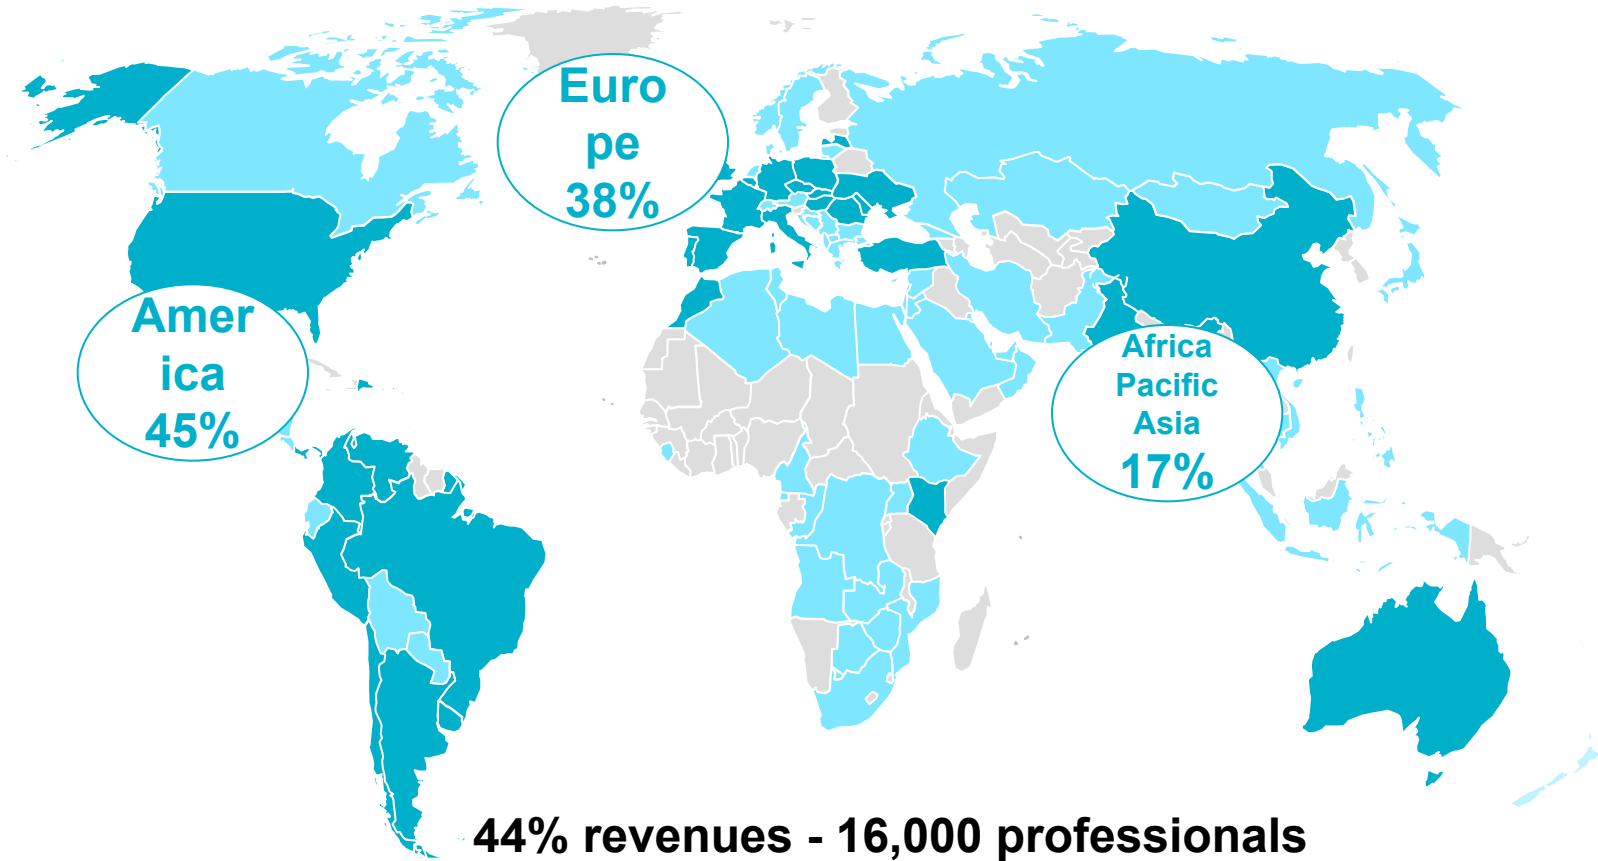 Euro
pe
38%
Amer
ica
45%
Africa
Pacific
Asia
17%
44% revenues - 16,000 professionals